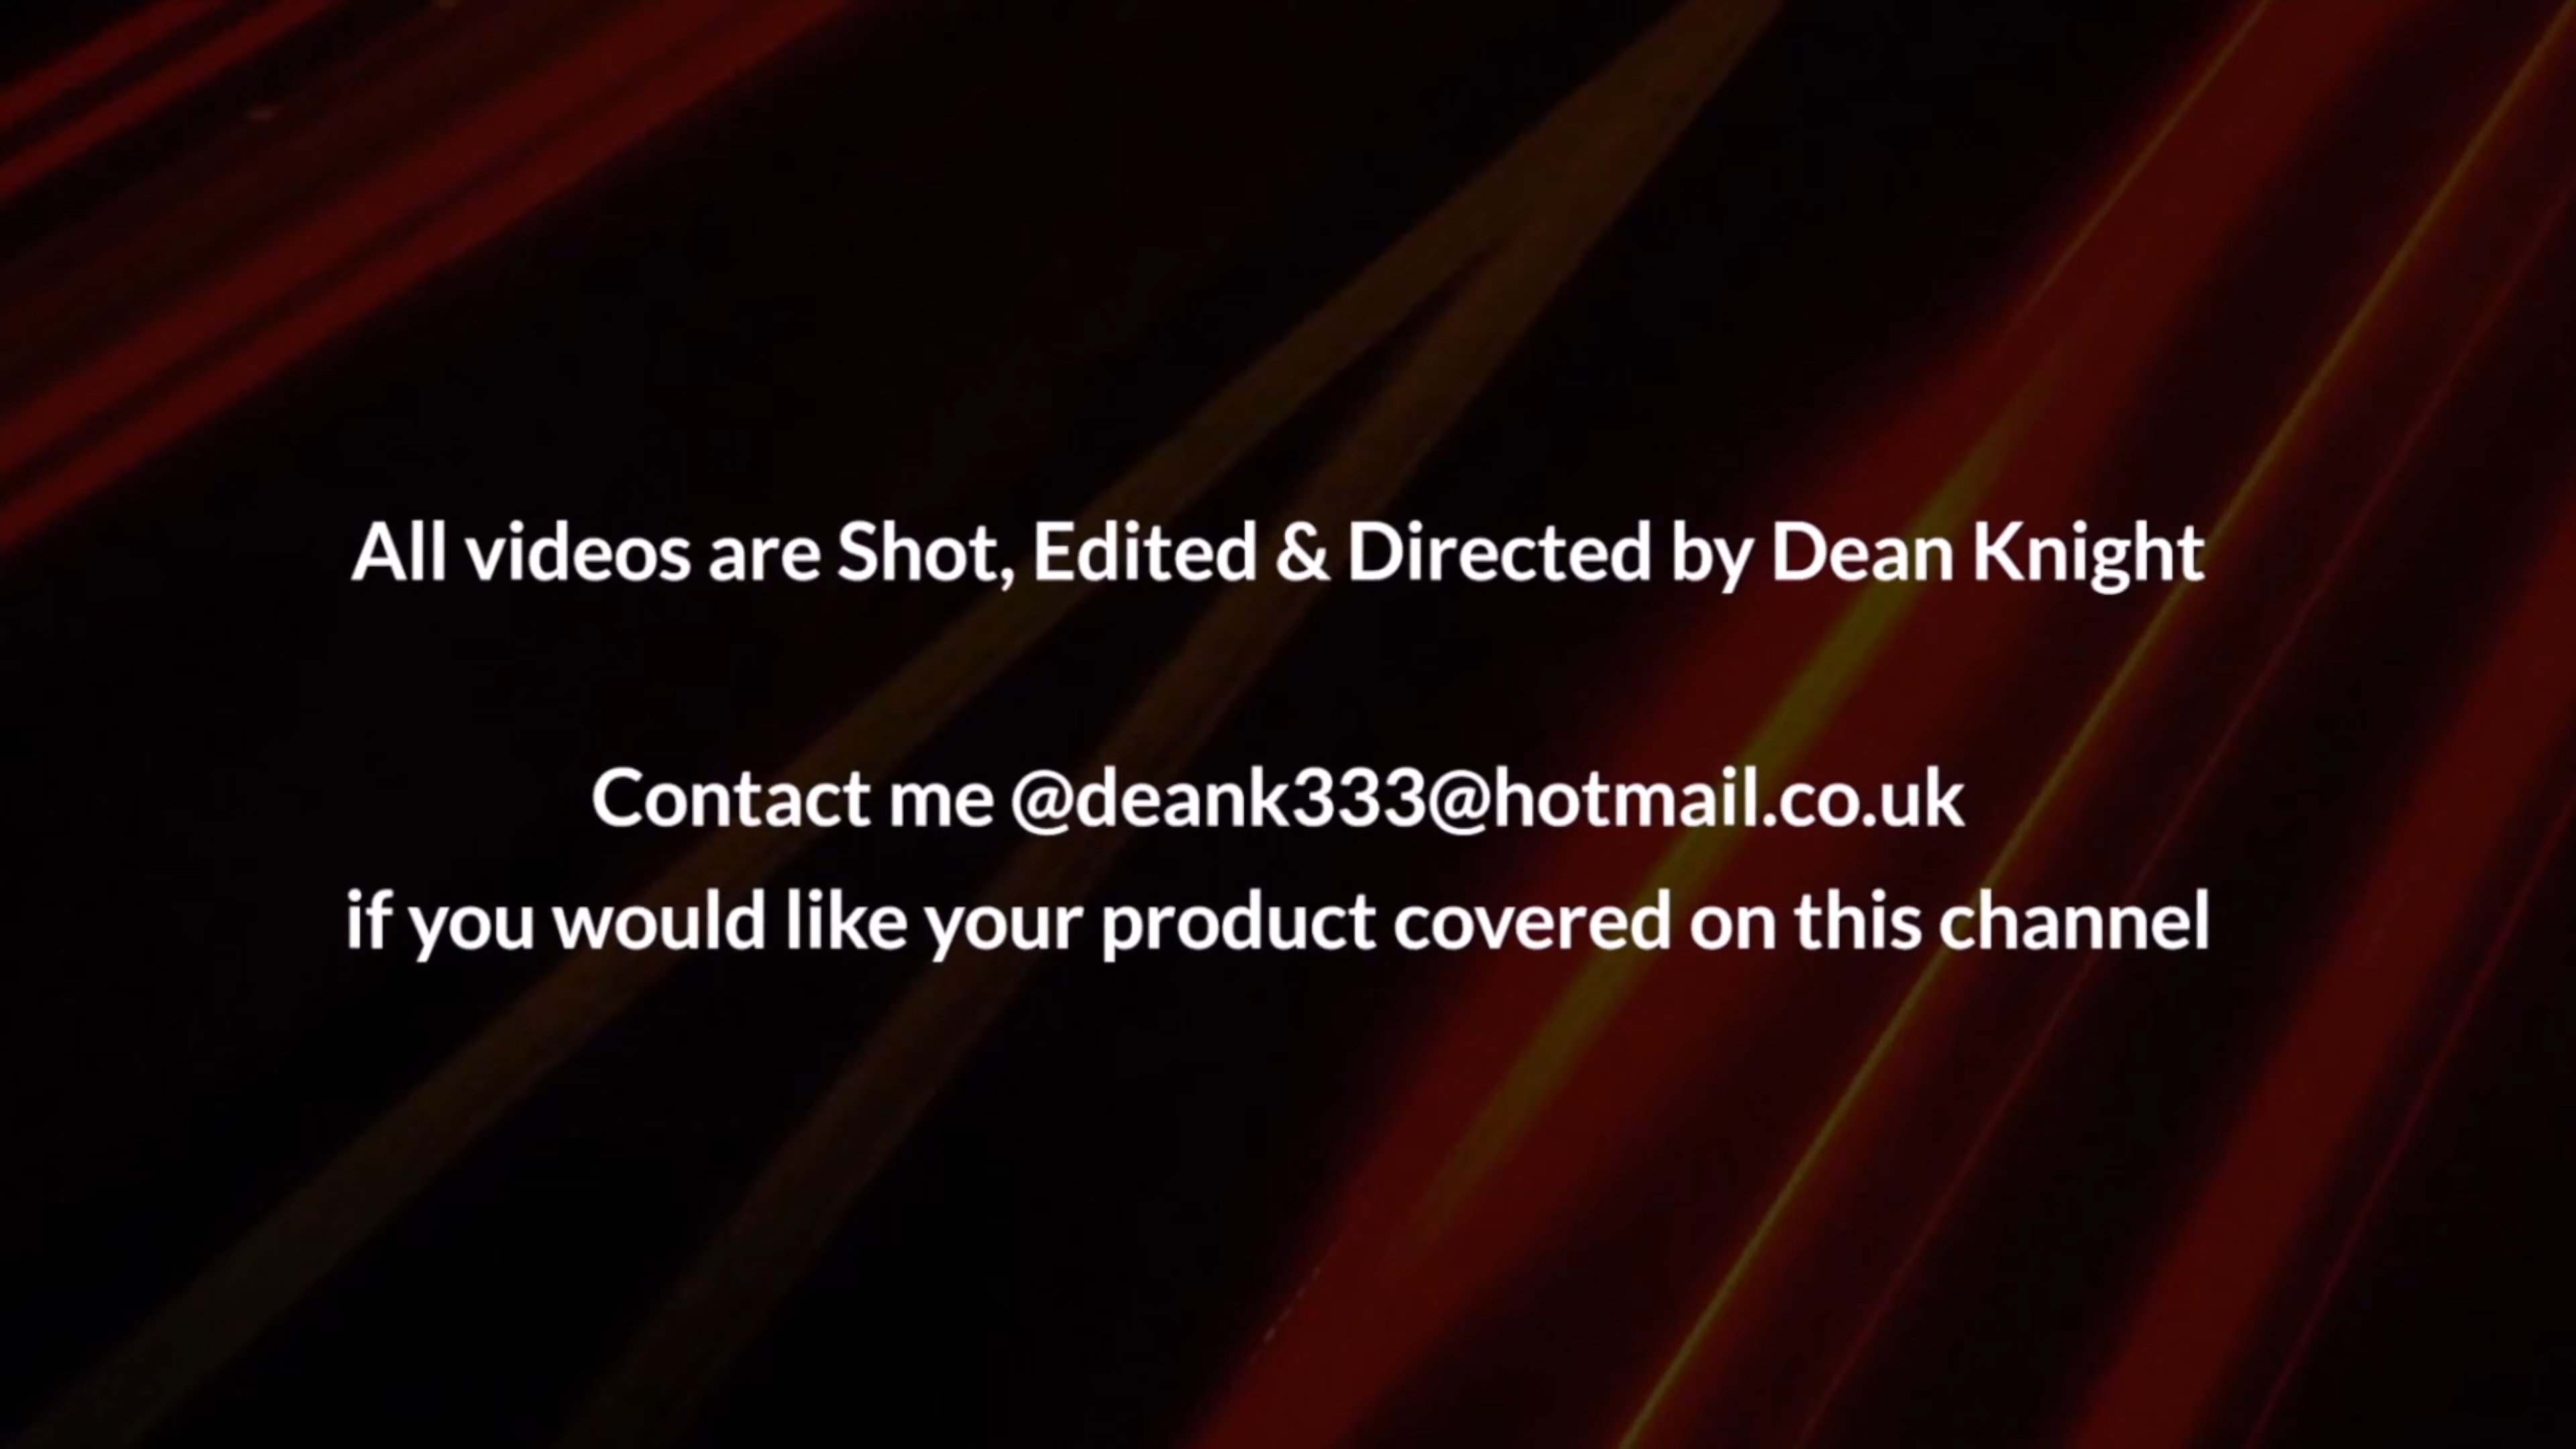 All videos are Shot, Edited & Directed by Dean Knight
Contact me @deank333@hotmail.co.uk
if you would like your product covered on this channel